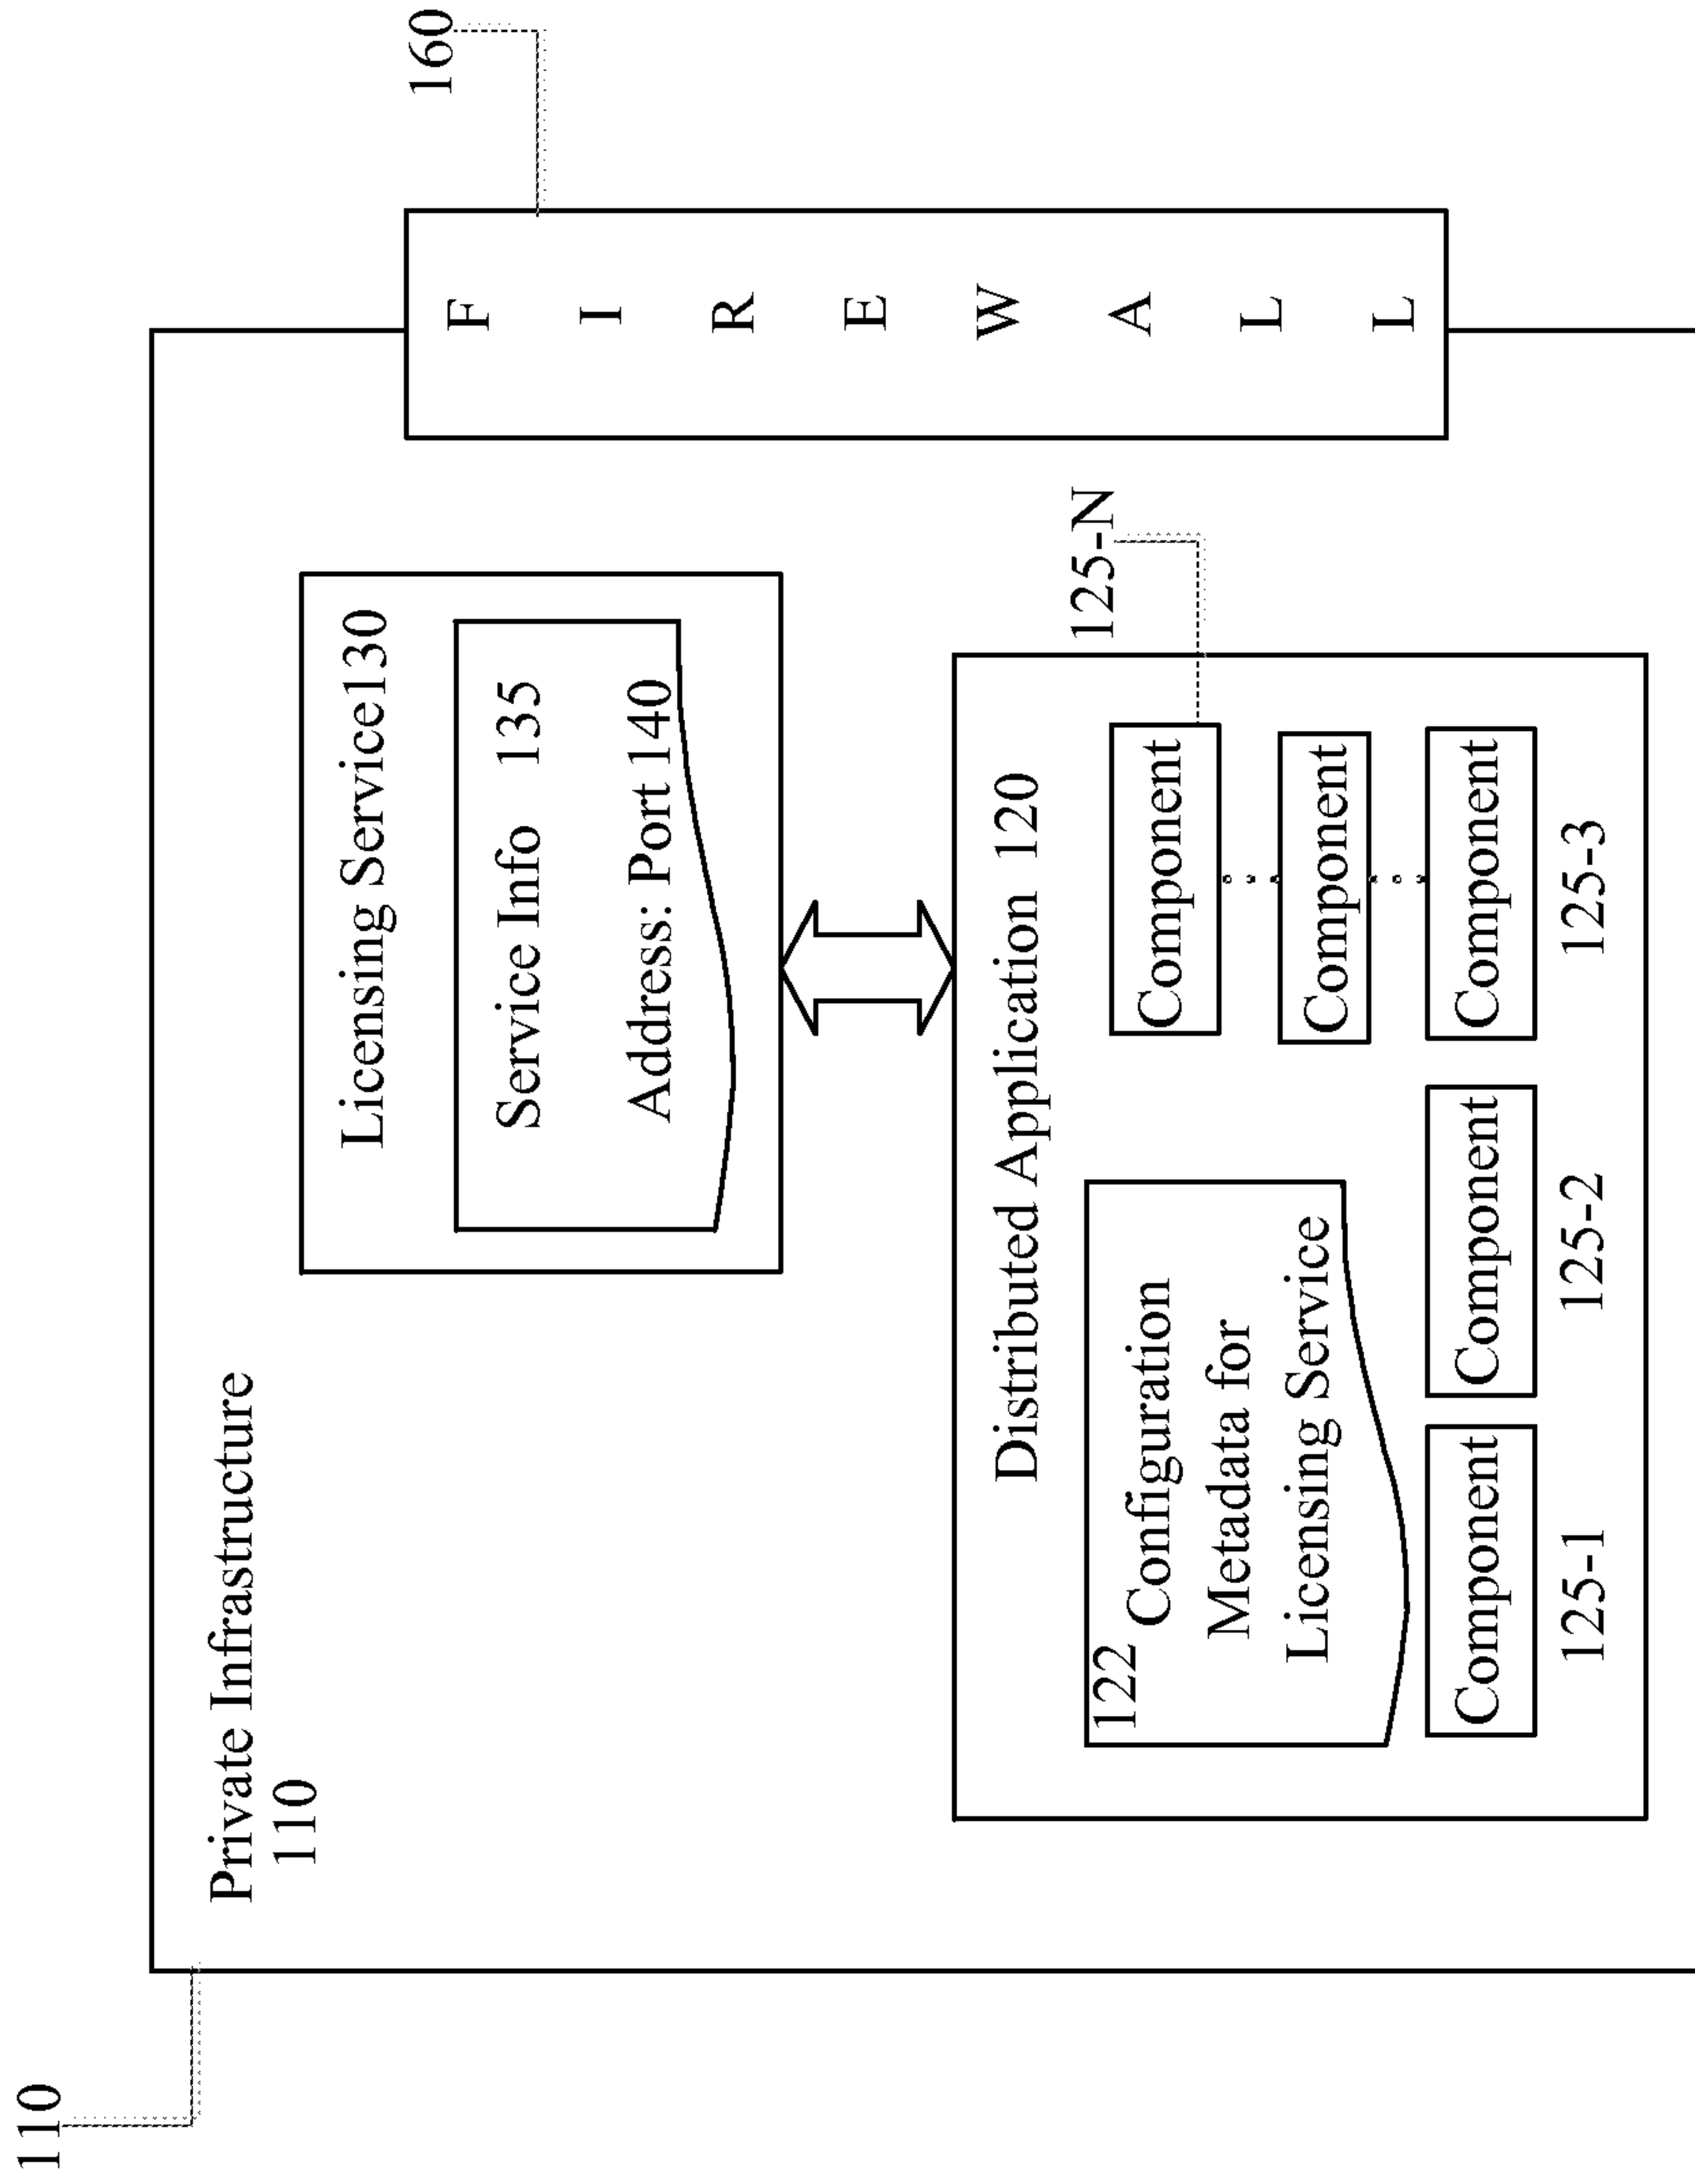 110
Private Infrastructure
110
160
Licensing Service130
Service Info 135
Address: Port 140
FIREWALL
Distributed Application 120
125-N
122
Configuration
Metadata for
Licensing Service
Component
Component
Component
Component
Component
125-1
125-2
125-3